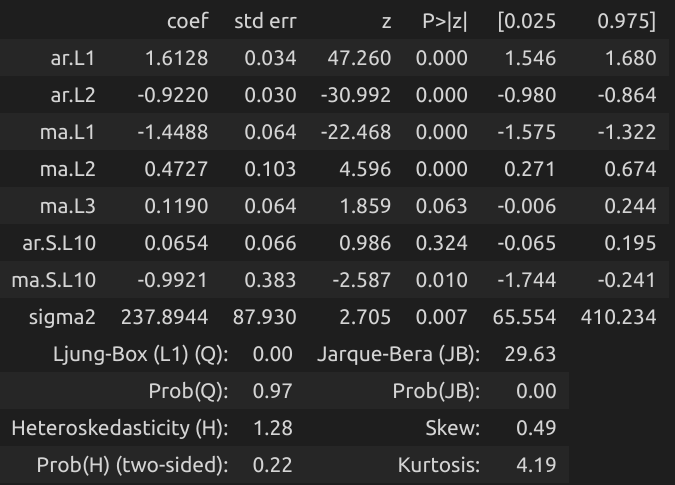 coef std err z P>|z| [0.025 0.975]
ar.L1 1.6128 0.034 47.260 0.000 1.546 1.680
ar.L2 -0.9220 0.030 -30.992 0.000 -0.980 -0.864
ma.L1 -1.4488 0.064 -22.468 0.000 -1.575 -1.322
ma.L2 0.4727 0.103 4.596 0.000 0.271 0.674
ma.L3 0.1190 0.064 1.859 0.063 -0.006 0.244
ar.S.L10 0.0654 0.066 0.986 0.324 -0.065 0.195
ma.S.L10 -0.9921 0.383 -2.587 0.010 -1.744 -0.241
sigma2 237.8944 87.930 2.705 0.007 65.554 410.234
Ljung-Box (L1) (Q): 0.00 Jarque-Bera (JB): 29.63
Prob(Q): 0.97 Prob(JB): 0.00
Heteroskedasticity (H): 1.28 Skew: 0.49
Prob(H) (two-sided): 0.22 Kurtosis: 4.19